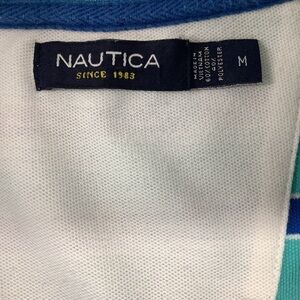 NAUTICA
SINCE 1983
MADE IN
VIETNAM
60%COTTON
40%
POLYESTER
M